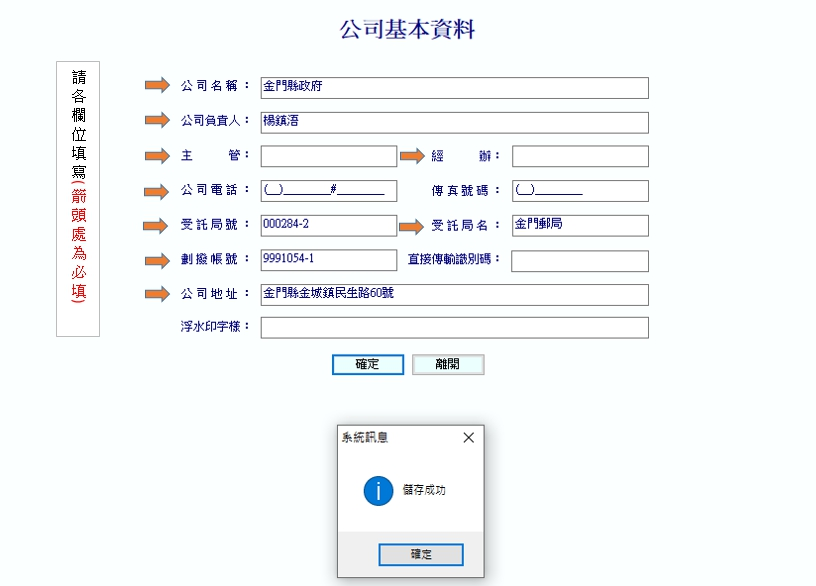 公司基本資料
請各欄位填寫(箭頭處為必填)
公司名稱： 金門縣政府
公司負責人： 楊鎮浯
主管： 經辦：
公司電話： (__)________#________ 傳真號碼： (__)________
受託局號： 000284-2 受託局名： 金門郵局
劃撥帳號： 9991054-1 直接傳輸識別碼：
公司地址： 金門縣金城鎮民生路60號
浮水印字樣：
確定 離開
系統訊息
儲存成功
確定